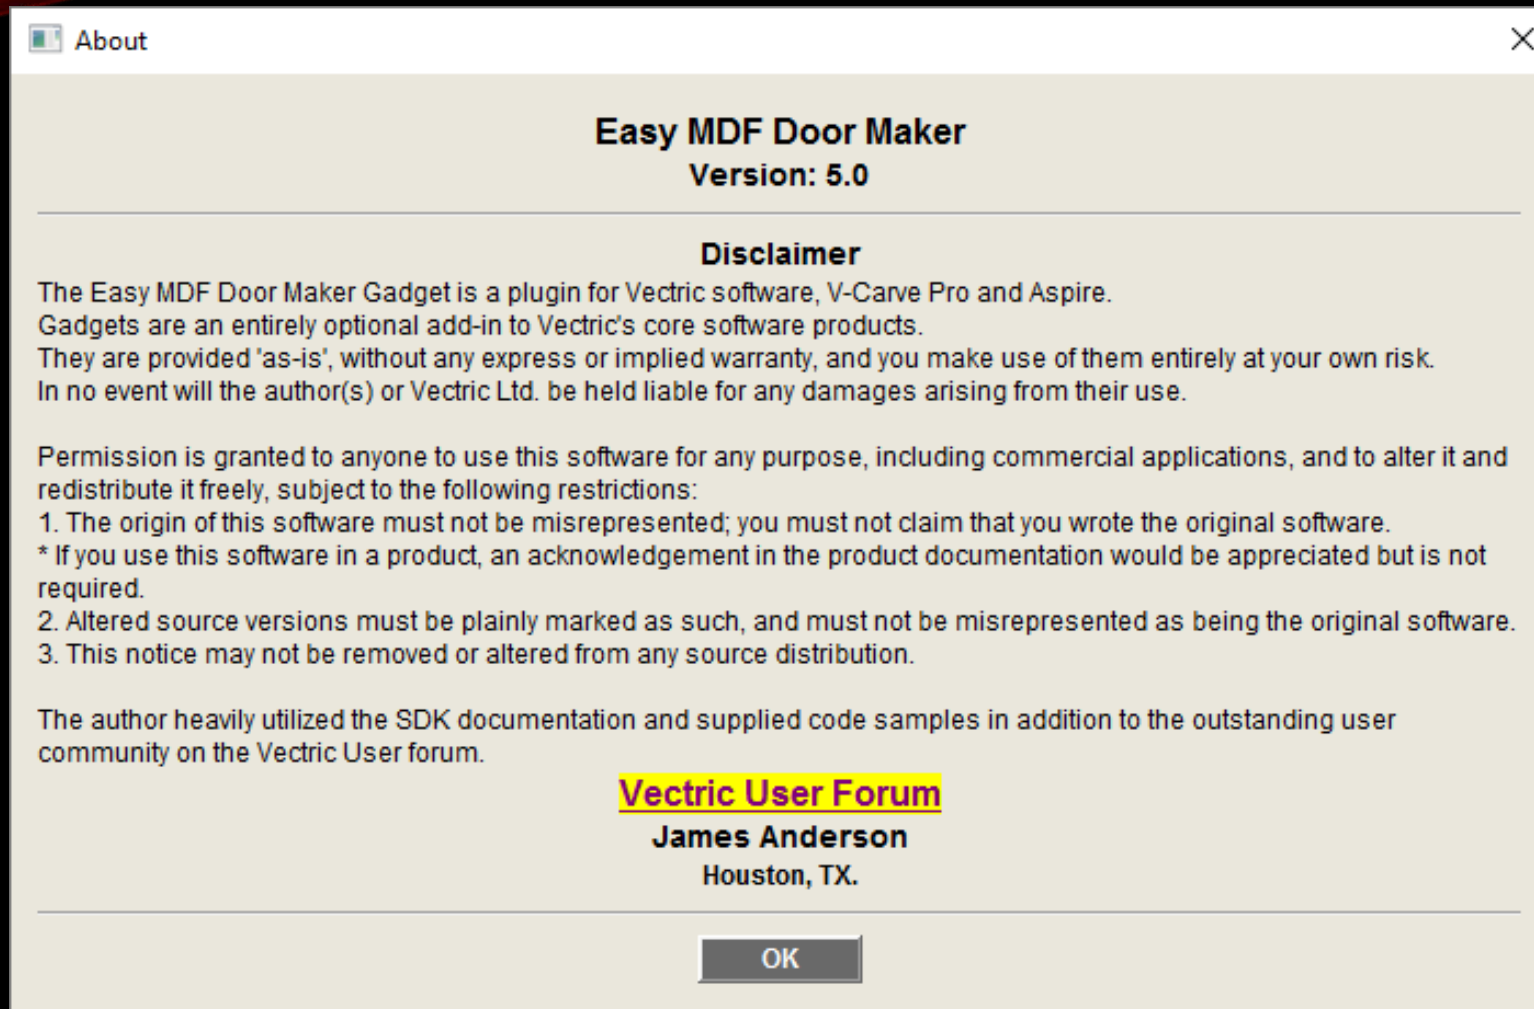 About
Easy MDF Door Maker
Version: 5.0
Disclaimer
The Easy MDF Door Maker Gadget is a plugin for Vectric software, V-Carve Pro and Aspire.
Gadgets are an entirely optional add-in to Vectric's core software products.
They are provided 'as-is', without any express or implied warranty, and you make use of them entirely at your own risk.
In no event will the author(s) or Vectric Ltd. be held liable for any damages arising from their use.
Permission is granted to anyone to use this software for any purpose, including commercial applications, and to alter it and
redistribute it freely, subject to the following restrictions:
1. The origin of this software must not be misrepresented; you must not claim that you wrote the original software.
* If you use this software in a product, an acknowledgement in the product documentation would be appreciated but is not
required.
2. Altered source versions must be plainly marked as such, and must not be misrepresented as being the original software.
3. This notice may not be removed or altered from any source distribution.
The author heavily utilized the SDK documentation and supplied code samples in addition to the outstanding user
community on the Vectric User forum.
Vectric User Forum
James Anderson
Houston, TX.
OK